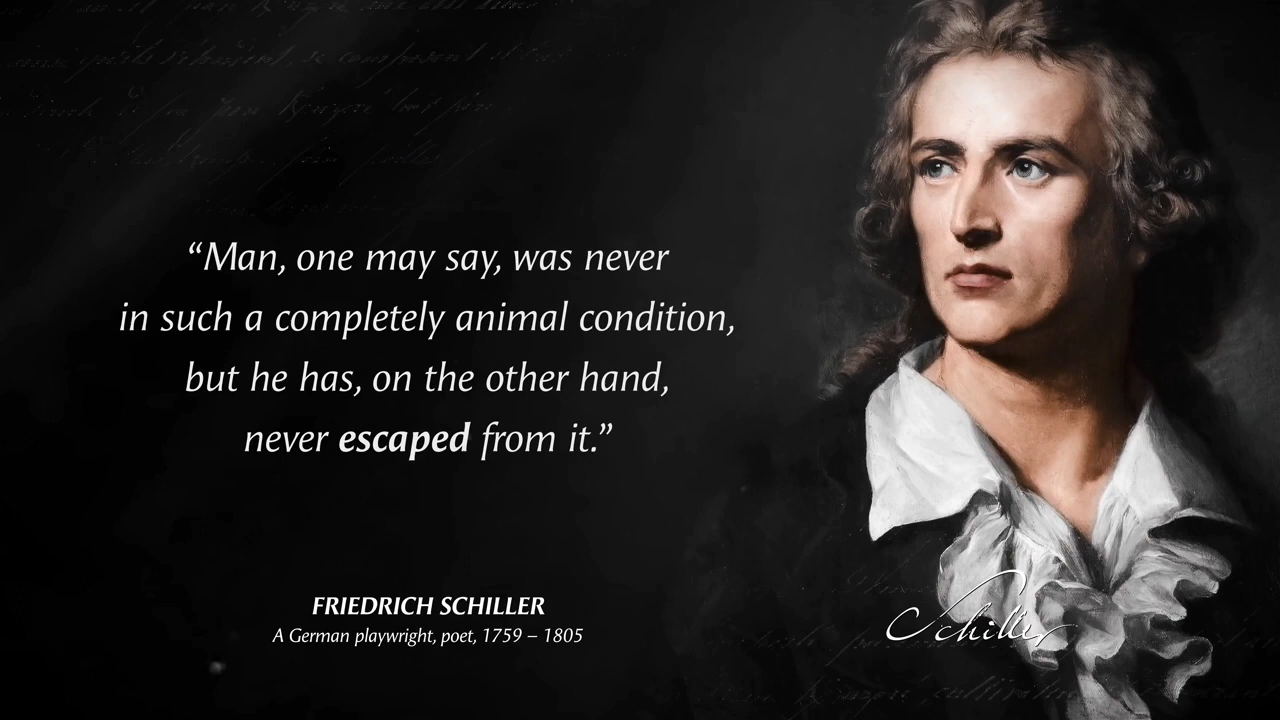 “Man, one may say, was never
in such a completely animal condition,
but he has, on the other hand,
never escaped from it.”
FRIEDRICH SCHILLER
A German playwright, poet, 1759 – 1805
Schiller